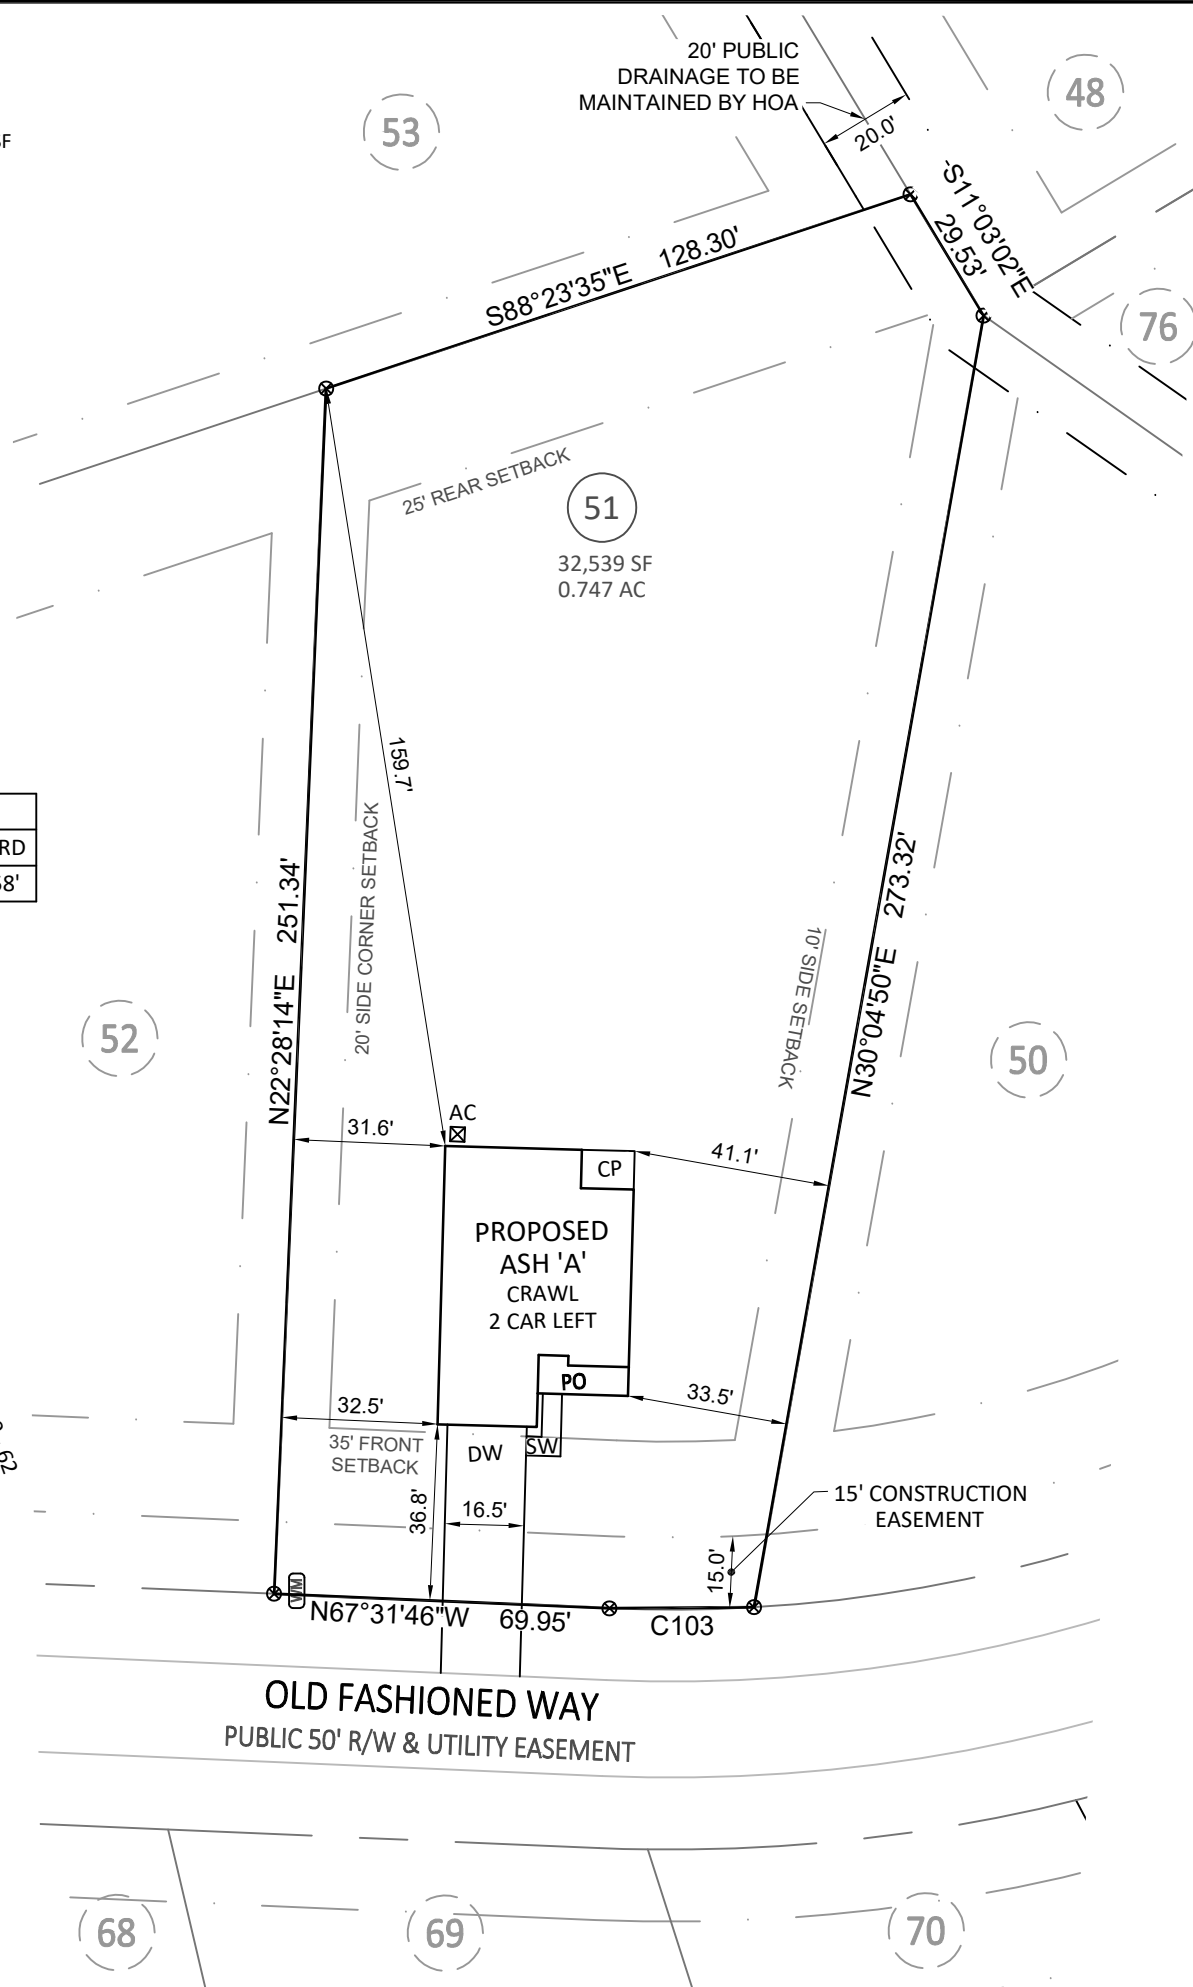 20' PUBLIC
DRAINAGE TO BE
MAINTAINED BY HOA
48
53
20.0'
SF
S11°03'02"E
29.53'
S88°23'35"E 128.30'
76
25' REAR SETBACK
51
32,539 SF
0.747 AC
159.7'
RD
8'
20' SIDE CORNER SETBACK
N22°28'14"E 251.34'
10' SIDE SETBACK
N30°04'50"E 273.32'
52
50
AC
31.6'
41.1'
CP
PROPOSED
ASH 'A'
CRAWL
2 CAR LEFT
PO
32.5'
33.5'
35' FRONT
SETBACK
DW
SW
62
36.8'
16.5'
15' CONSTRUCTION
EASEMENT
15.0'
WM
N67°31'46"W 69.95'
C103
OLD FASHIONED WAY
PUBLIC 50' R/W & UTILITY EASEMENT
68
69
70